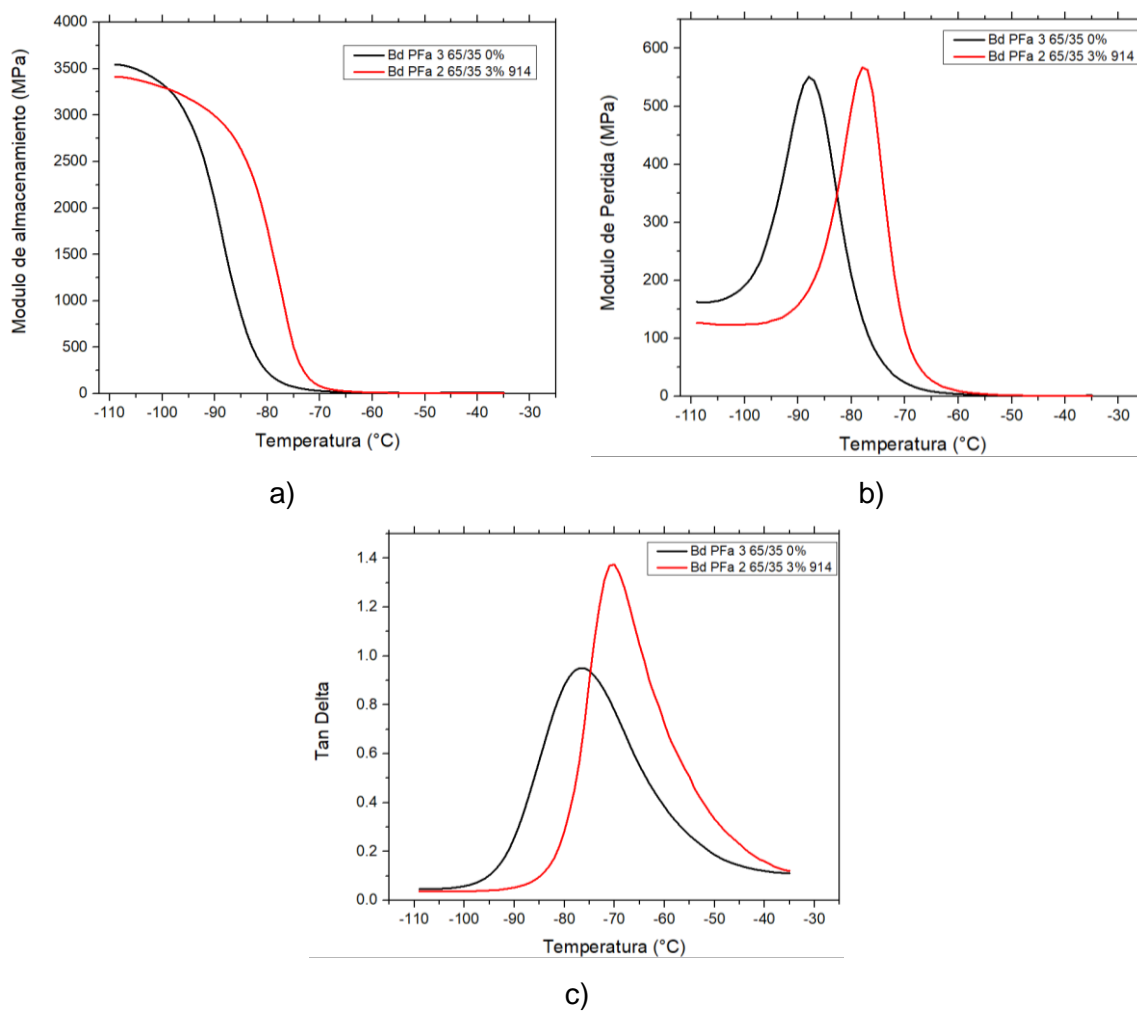 4000
3500
3000
2500
2000
1500
1000
500
0
Modulo de almacenamiento (MPa)
Bd PFa 3 65/35 0%
Bd PFa 2 65/35 3% 914
-110 -100 -90 -80 -70 -60 -50 -40 -30
Temperatura (°C)
a)
600
500
400
300
200
100
0
Modulo de Perdida (MPa)
Bd PFa 3 65/35 0%
Bd PFa 2 65/35 3% 914
-110 -100 -90 -80 -70 -60 -50 -40 -30
Temperatura (°C)
b)
1.4
1.2
1.0
0.8
0.6
0.4
0.2
0.0
Tan Delta
Bd PFa 3 65/35 0%
Bd PFa 2 65/35 3% 914
-110 -100 -90 -80 -70 -60 -50 -40 -30
Temperatura (°C)
c)